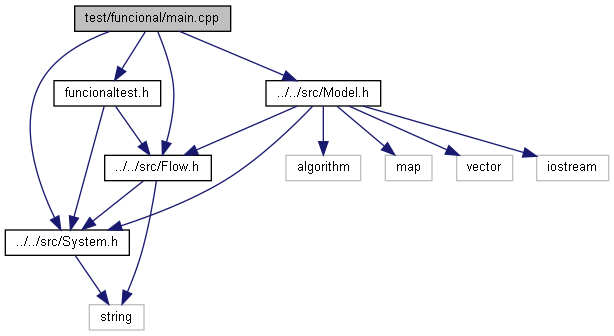 test/funcional/main.cpp
funcionaltest.h
../../src/Model.h
../../src/Flow.h
algorithm
map
vector
iostream
../../src/System.h
string